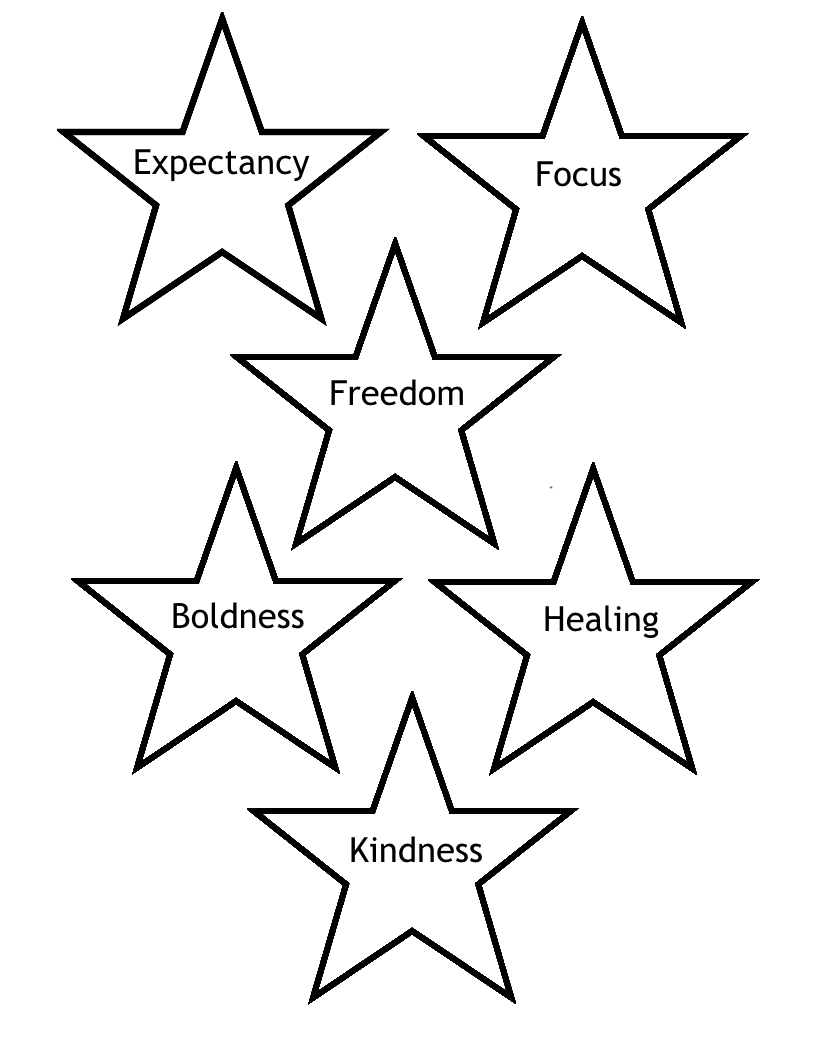 Expectancy
Focus
Freedom
Boldness
Healing
Kindness